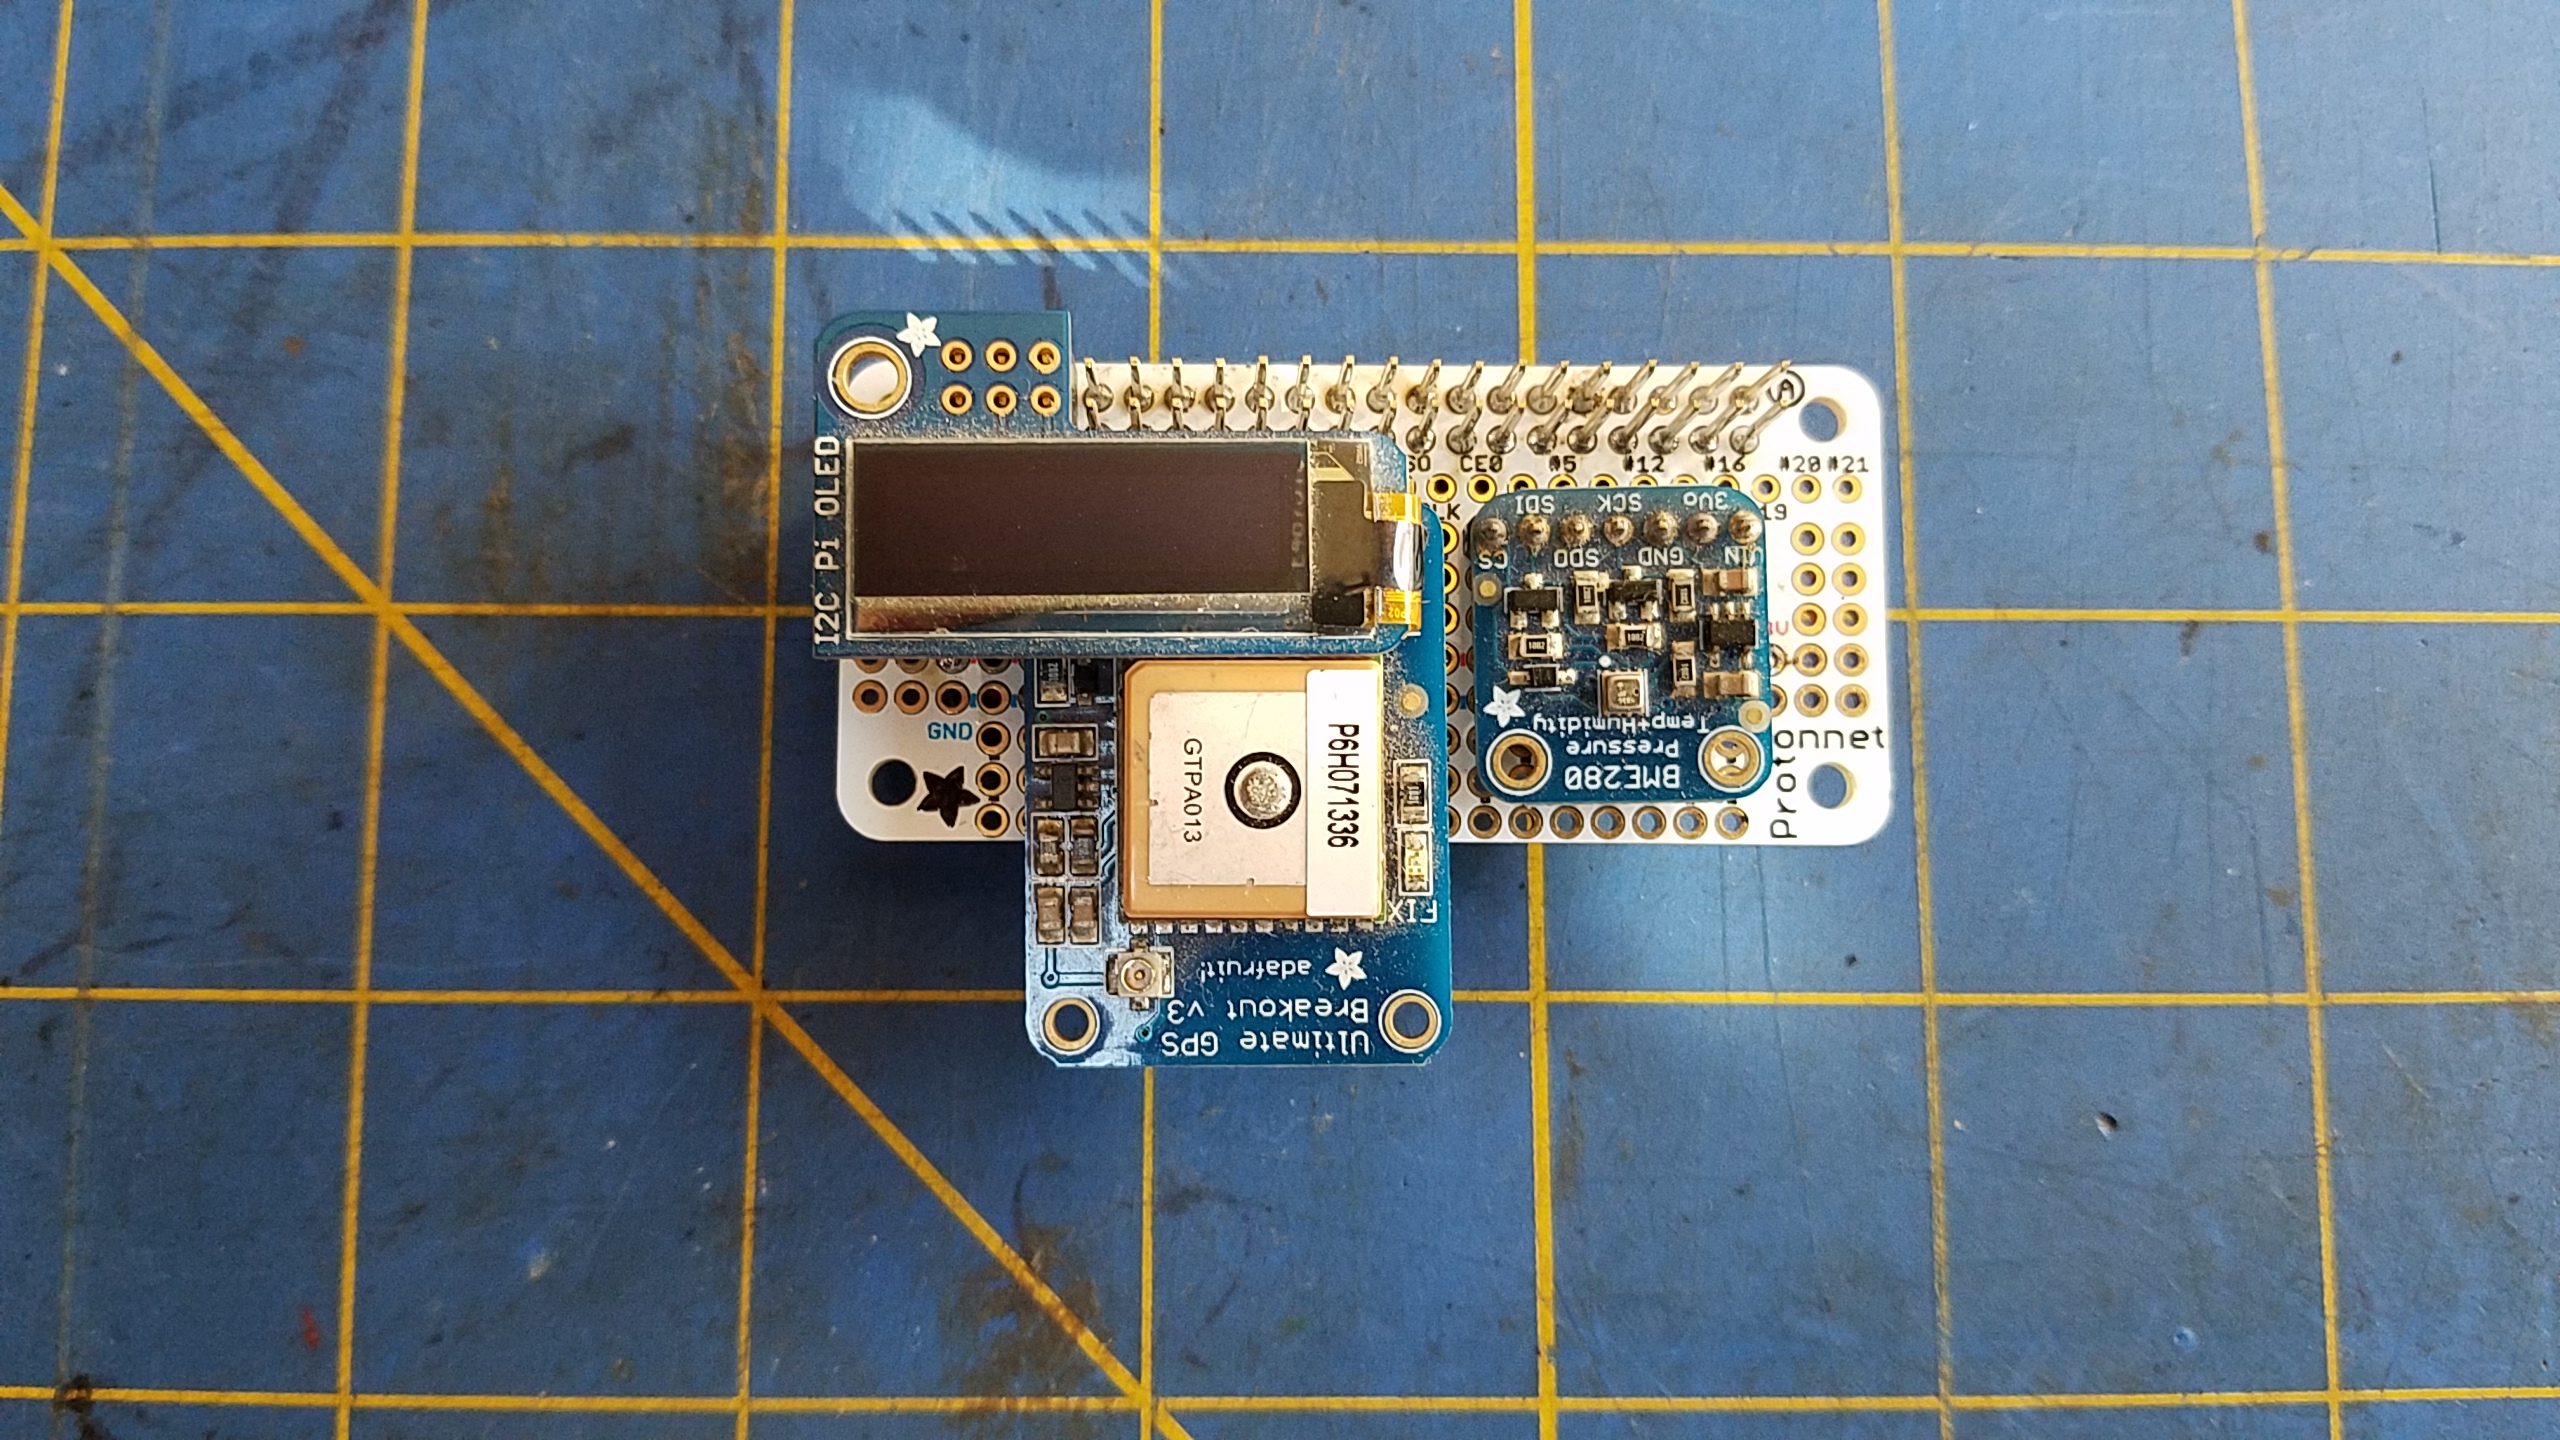 I2C Pi OLED
GND
Ultimate GPS
Breakout v3
adafruit!
GTPA013
P6H071336
FIX
CE0
#5
#12
#16
19
#20
#21
BME280
Pressure
Temp+Humidity
CS
SDI
SDO
SCK
GND
3Vo
VIN
Proto
onnet